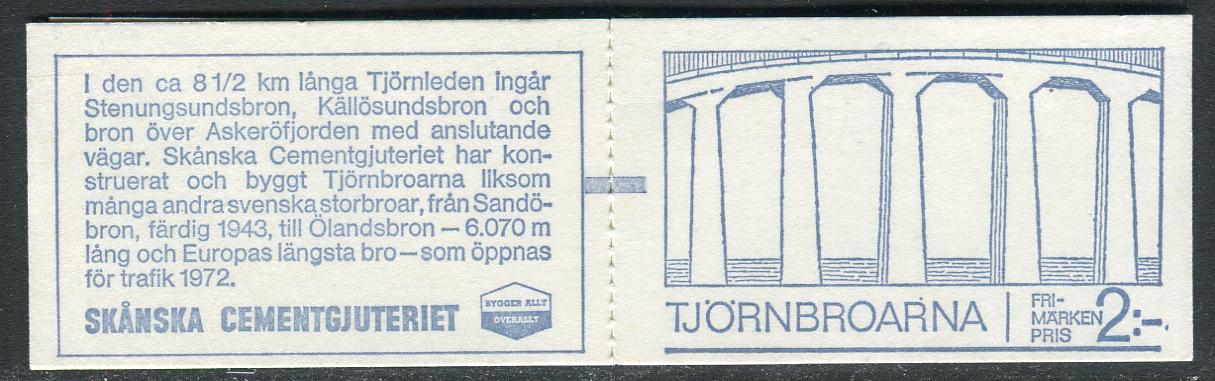 I den ca 8 1/2 km långa Tjörnleden ingår
Stenungsundsbron, Källösundsbron och
bron över Askeröfjorden med anslutande
vägar. Skånska Cementgjuteriet har kon-
struerat och byggt Tjörnbroarna liksom
många andra svenska storbroar, från Sandö-
bron, färdig 1943, till Ölandsbron – 6.070 m
lång och Europas längsta bro – som öppnas
för trafik 1972.
SKÅNSKA CEMENTGJUTERIET
BYGGER ALLT
ÖVERALLT
TJÖRNBROARNA
FRI-
MÄRKEN
PRIS
2:-